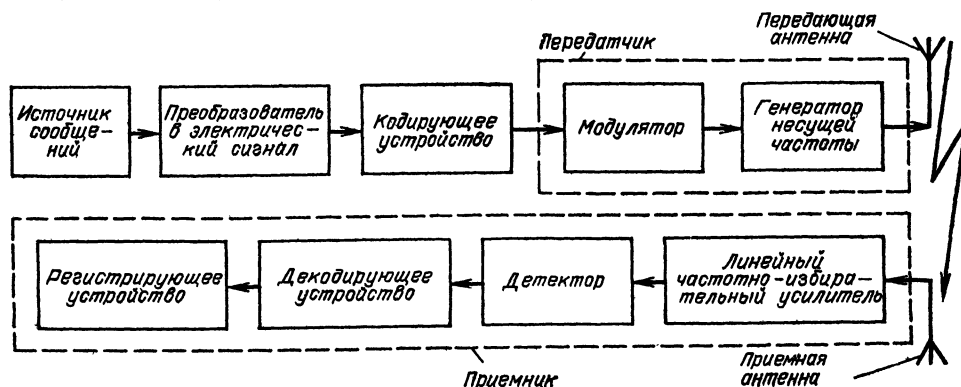 Передающая
антенна
Передатчик
Источник
сообще-
ний
Преобразователь
в электричес-
кий сигнал
Кодирующее
устройство
Модулятор
Генератор
несущей
частоты
Регистрирующее
устройство
Декодирующее
устройство
Детектор
Линейный
частотно-избира-
тельный усилитель
Приемник
Приемная
антенна